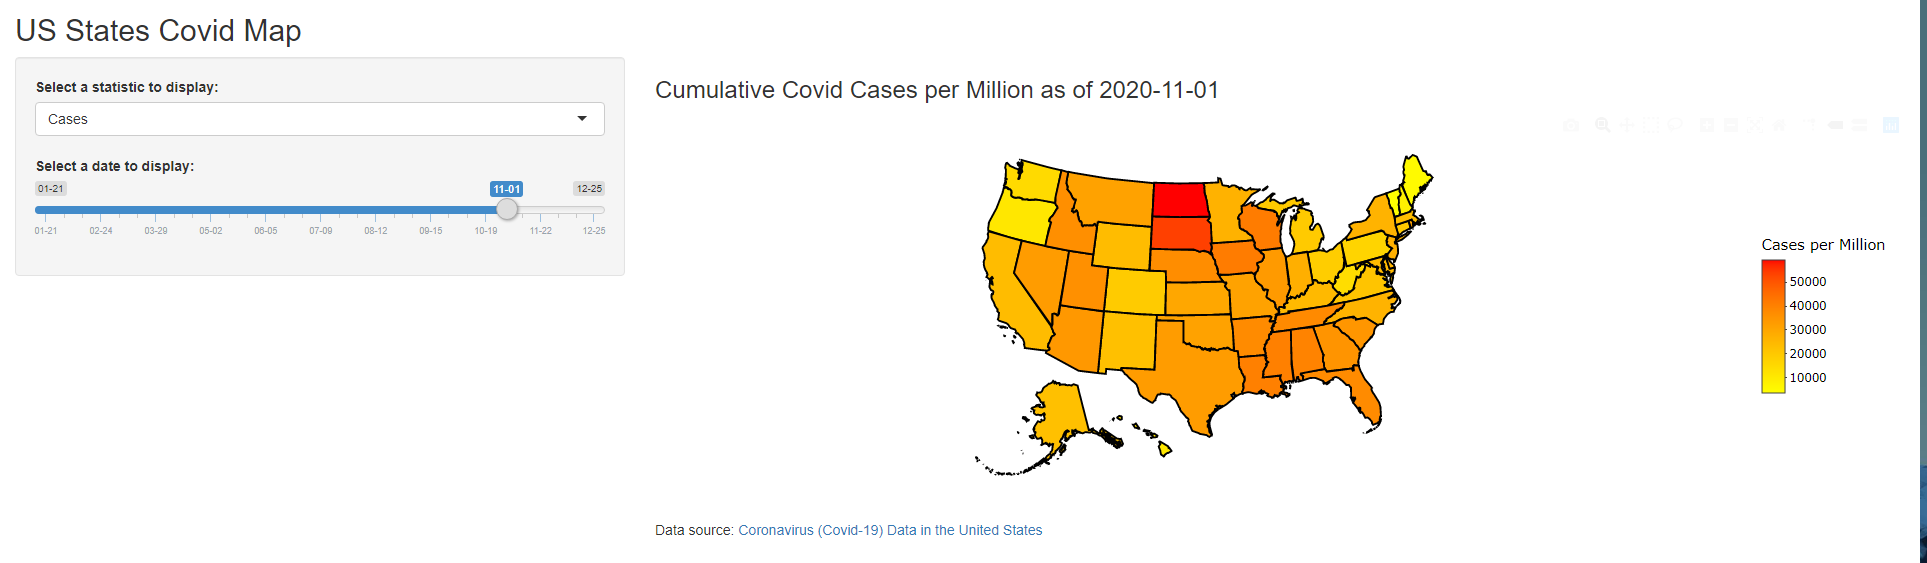 US States Covid Map
Select a statistic to display:
Cases
Select a date to display:
01-21 11-01 12-25
01-21 02-24 03-29 05-02 06-05 07-09 08-12 09-15 10-19 11-22 12-25
Cumulative Covid Cases per Million as of 2020-11-01
Cases per Million
50000
40000
30000
20000
10000
Data source: Coronavirus (Covid-19) Data in the United States